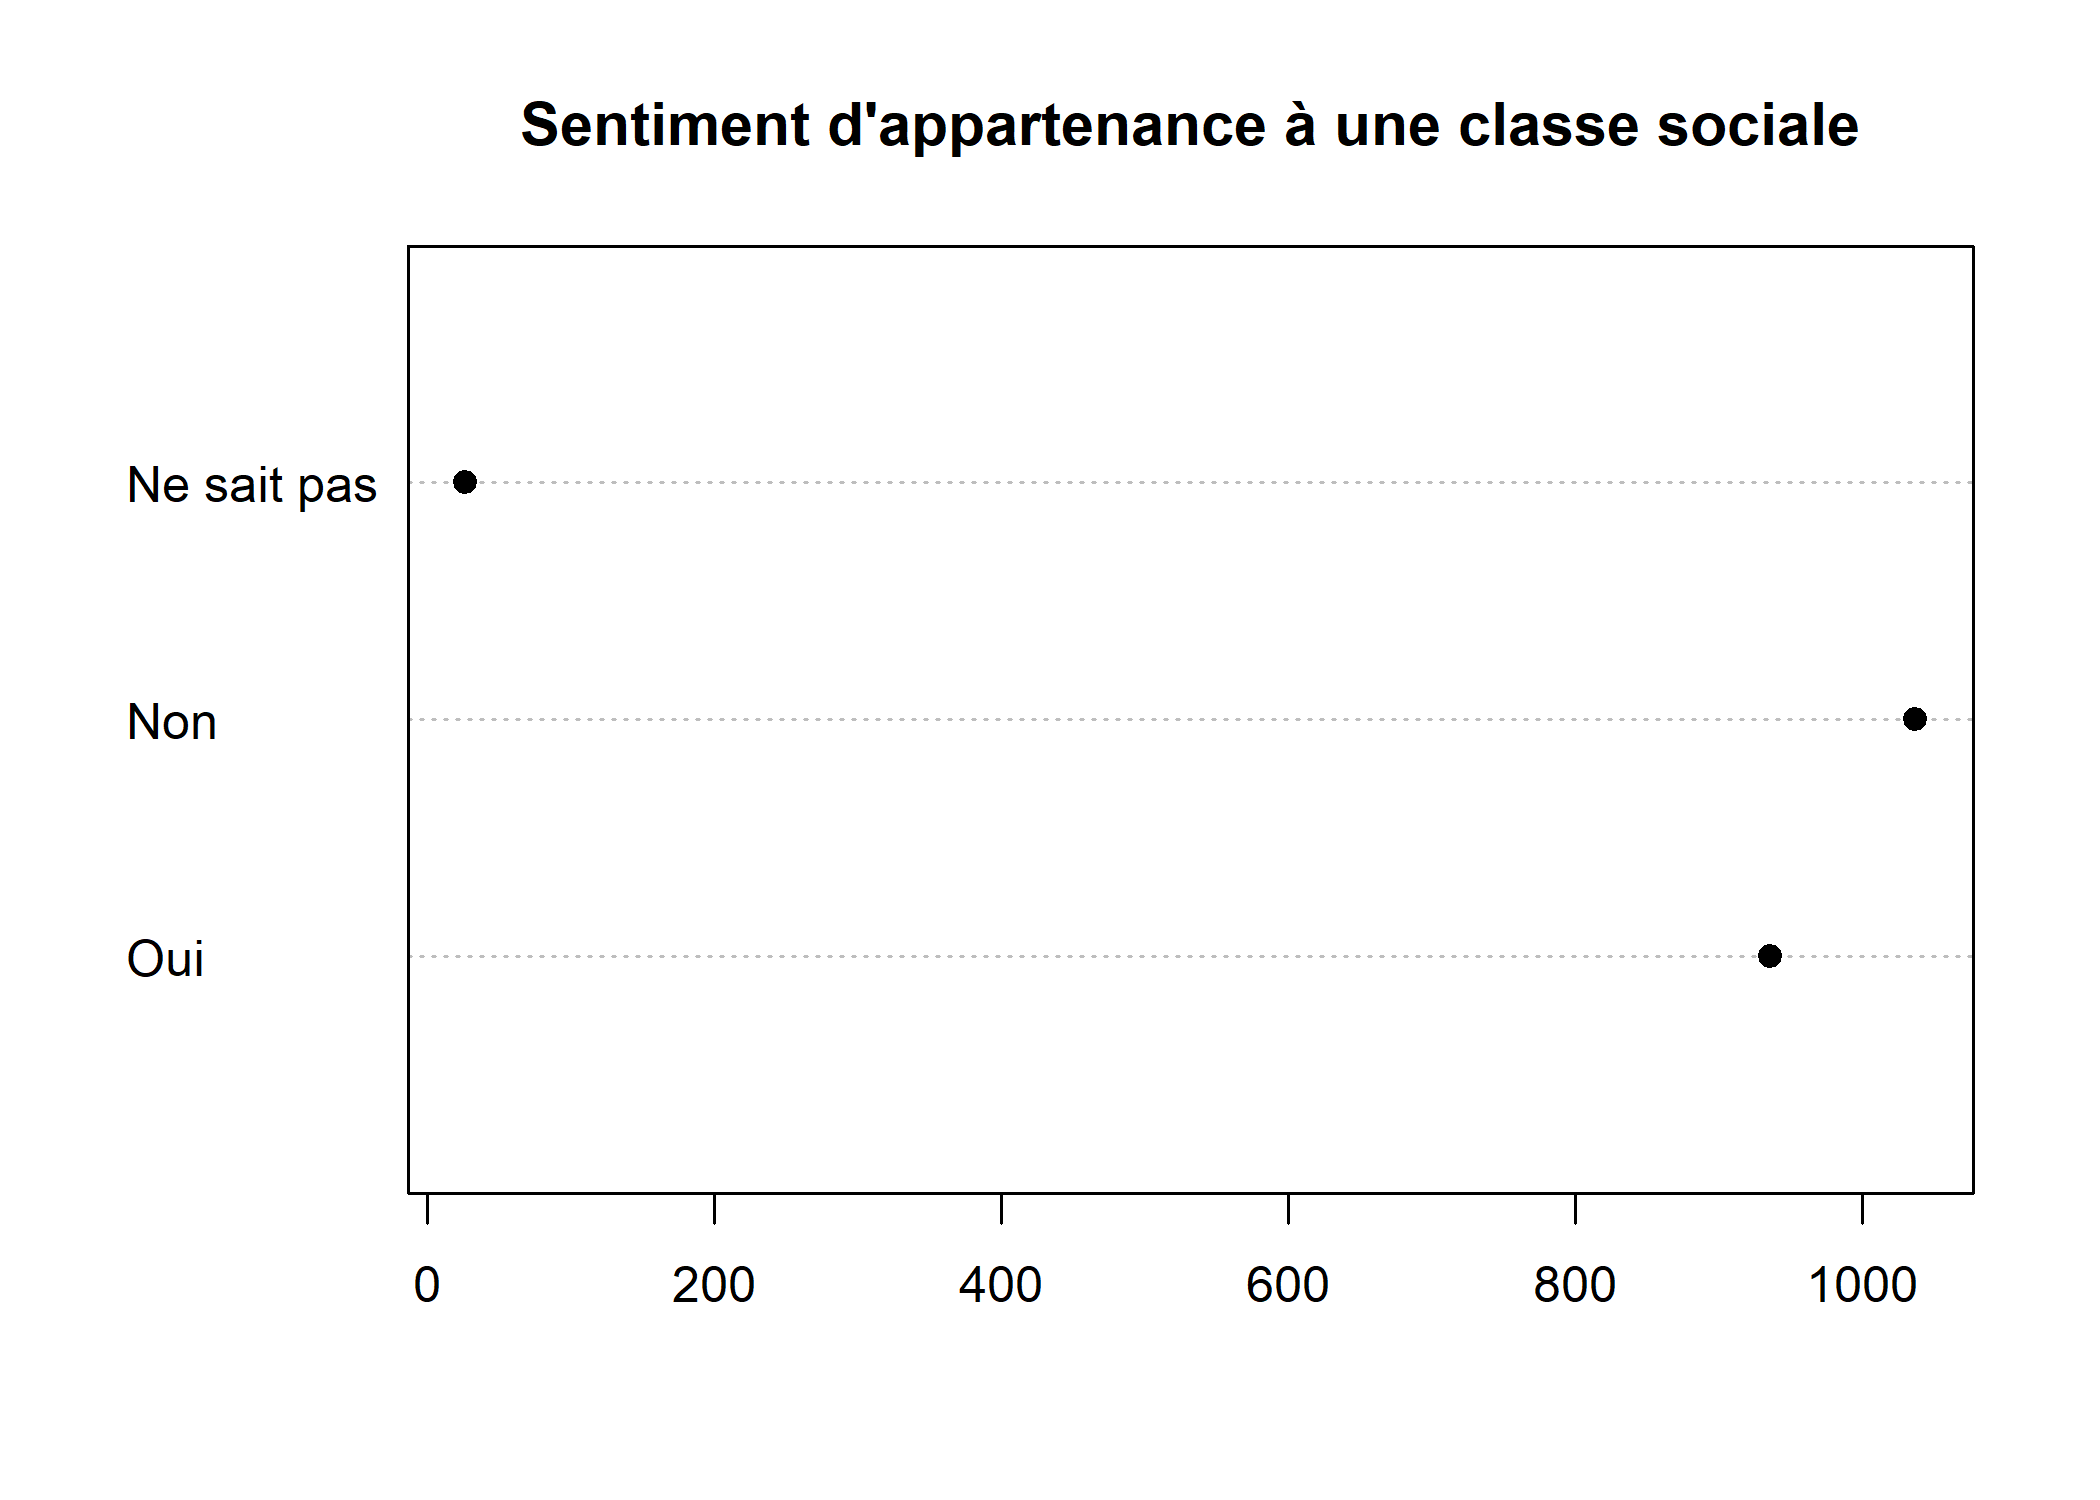 Sentiment d'appartenance à une classe sociale
Ne sait pas
Non
Oui
0 200 400 600 800 1000